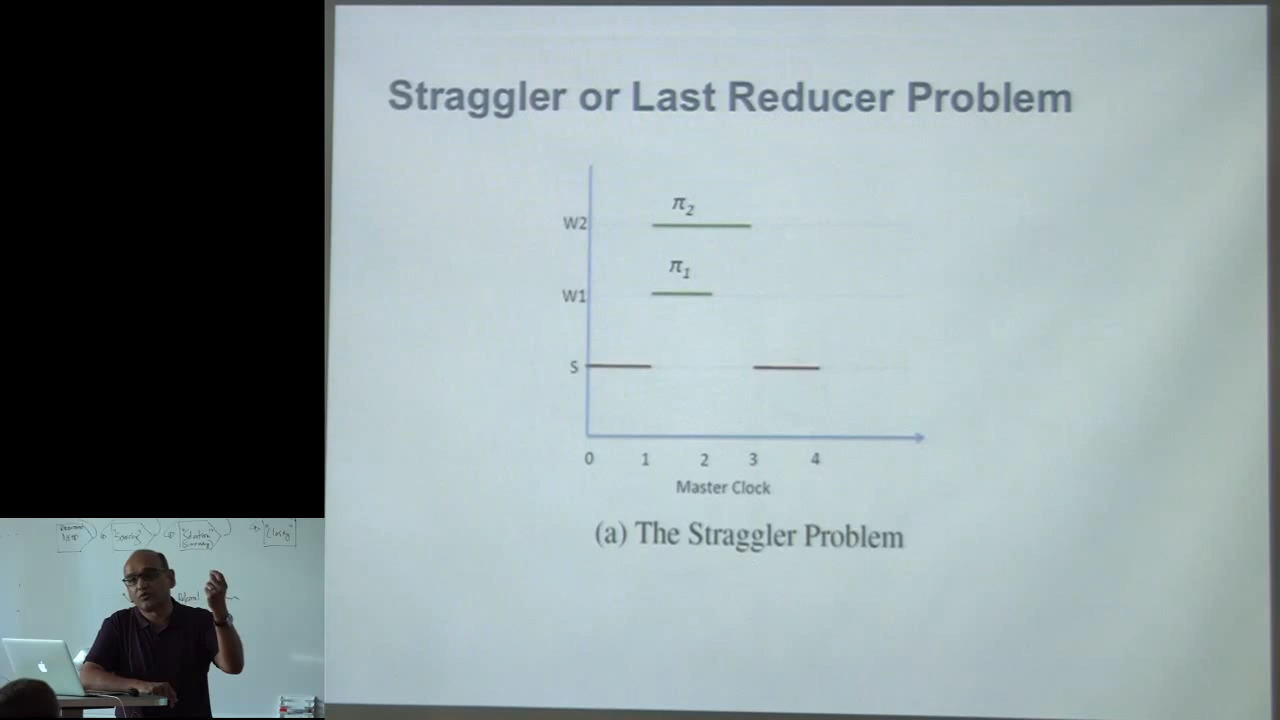 Straggler or Last Reducer Problem
π2
W2
π1
W1
S
0 1 2 3 4
Master Clock
(a) The Straggler Problem